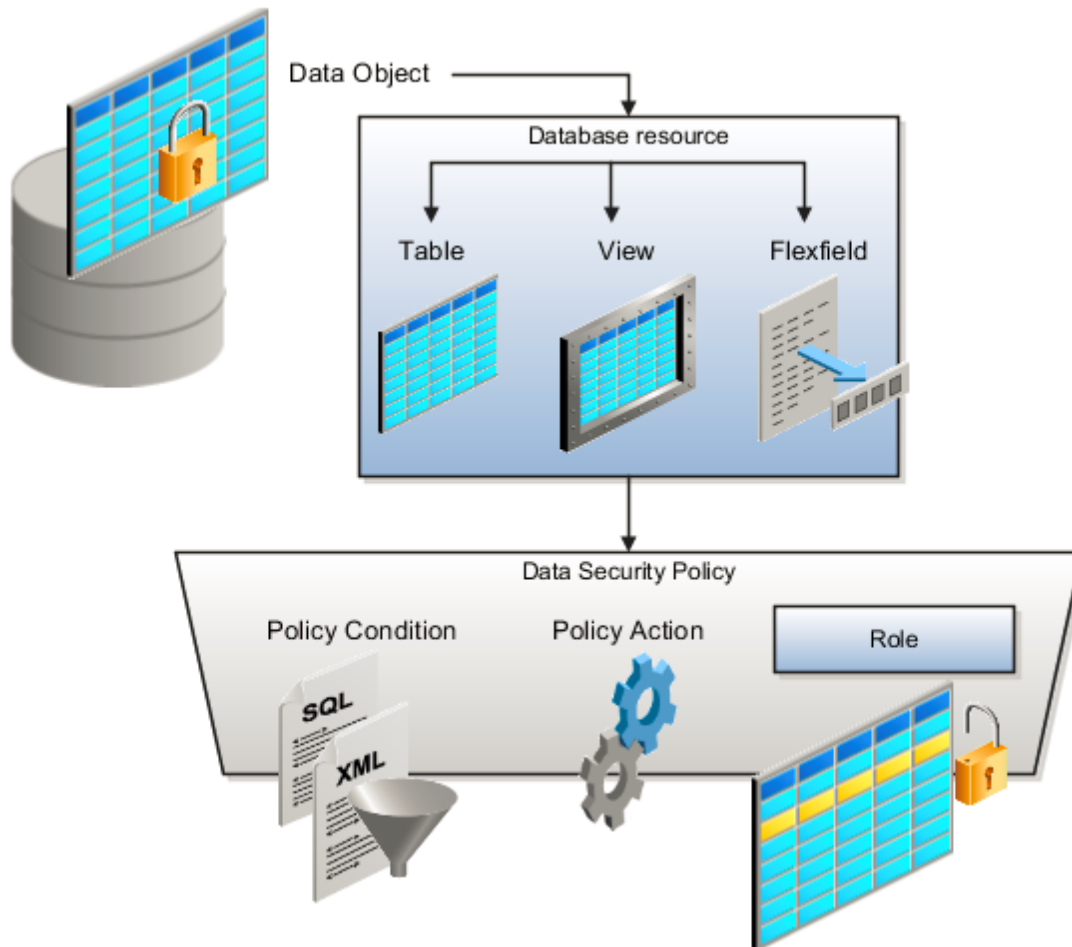 Data Object
Database resource
Table
View
Flexfield
Data Security Policy
Policy Condition
Policy Action
Role
SQL
XML